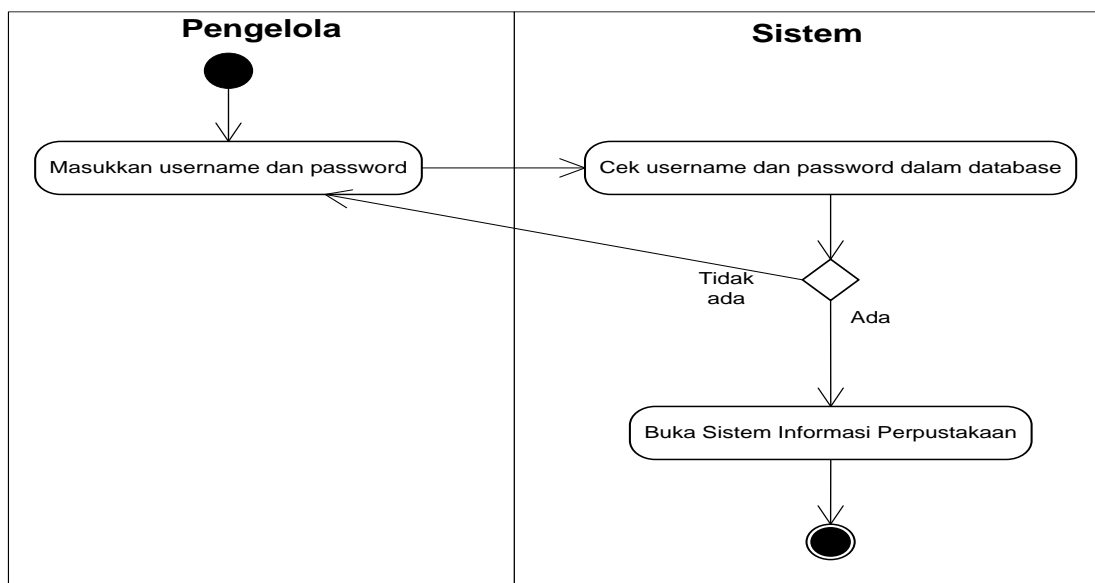 Pengelola
Sistem
Masukkan username dan password
Cek username dan password dalam database
Tidak
ada
Ada
Buka Sistem Informasi Perpustakaan